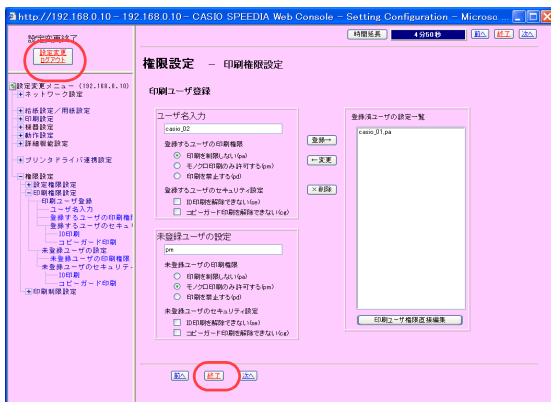 http://192.168.0.10 - 192.168.0.10 - CASIO SPEEDIA Web Console - Setting Configuration - Microso
設定変更終了
設定変更
ログアウト
時間延長
4分50秒
前へ
終了
次へ
設定変更メニュー (192.168.0.10)
ネットワーク設定
給紙設定／用紙設定
印刷設定
機器設定
動作設定
詳細機能設定
プリンタドライバ連携設定
権限設定
設定権限設定
印刷権限設定
印刷ユーザ登録
ユーザ名入力
登録するユーザの印刷権
登録するユーザのセキュ
ID印刷
コピーガード印刷
未登録ユーザの設定
未登録ユーザの印刷権限
未登録ユーザのセキュリテ
ID印刷
コピーガード印刷
印刷制限設定
権限設定 － 印刷権限設定
印刷ユーザ登録
ユーザ名入力
casio_02
登録するユーザの印刷権限
印刷を制限しない(pa)
モノクロ印刷のみ許可する(pm)
印刷を禁止する(pd)
登録するユーザのセキュリティ設定
ID印刷を解除できない(se)
コピーガード印刷を解除できない(cg)
登録→
←変更
×削除
登録済ユーザの設定一覧
casio_01,pa
印刷ユーザ権限直接編集
未登録ユーザの設定
pm
未登録ユーザの印刷権限
印刷を制限しない(pa)
モノクロ印刷のみ許可する(pm)
印刷を禁止する(pd)
未登録ユーザのセキュリティ設定
ID印刷を解除できない(se)
コピーガード印刷を解除できない(cg)
前へ
終了
次へ